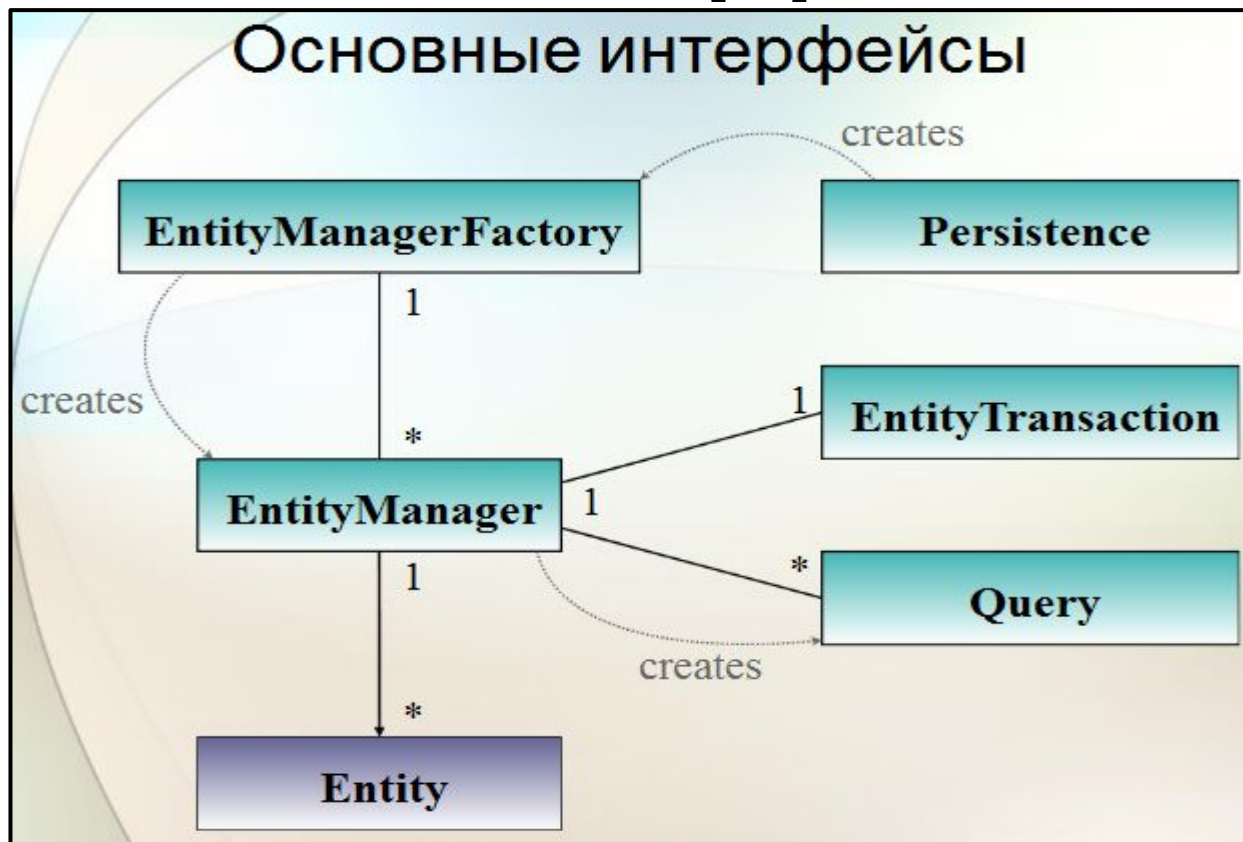 Основные интерфейсы
creates
EntityManagerFactory
Persistence
1
creates
1
EntityTransaction
*
EntityManager
1
*
1
Query
creates
*
Entity